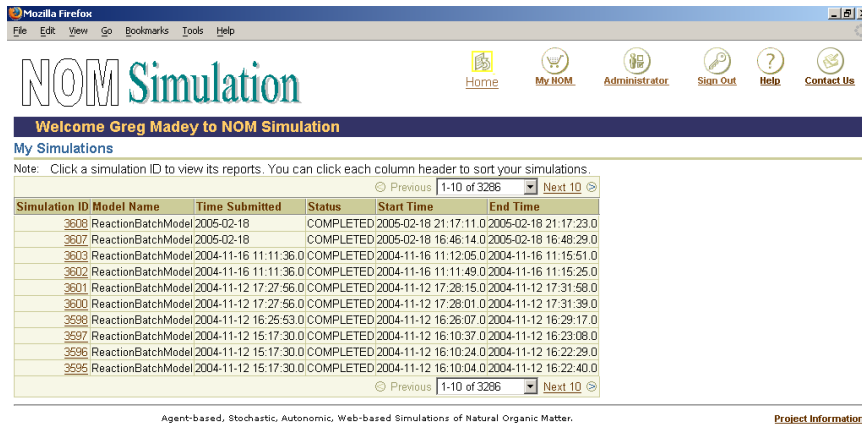 Mozilla Firefox
File Edit View Go Bookmarks Tools Help
NOM Simulation
Home My NOM Administrator Sign Out Help Contact Us
Welcome Greg Madey to NOM Simulation
My Simulations
Note: Click a simulation ID to view its reports. You can click each column header to sort your simulations.
Previous 1-10 of 3286 Next 10
Simulation ID Model Name Time Submitted Status Start Time End Time
3608 ReactionBatchModel 2005-02-18 COMPLETED 2005-02-18 21:17:11.0 2005-02-18 21:17:23.0
3607 ReactionBatchModel 2005-02-18 COMPLETED 2005-02-18 16:46:14.0 2005-02-18 16:48:29.0
3603 ReactionBatchModel 2004-11-16 11:11:36.0 COMPLETED 2004-11-16 11:12:05.0 2004-11-16 11:15:51.0
3602 ReactionBatchModel 2004-11-16 11:11:36.0 COMPLETED 2004-11-16 11:11:49.0 2004-11-16 11:15:25.0
3601 ReactionBatchModel 2004-11-12 17:27:56.0 COMPLETED 2004-11-12 17:28:15.0 2004-11-12 17:31:58.0
3600 ReactionBatchModel 2004-11-12 17:27:56.0 COMPLETED 2004-11-12 17:28:01.0 2004-11-12 17:31:39.0
3598 ReactionBatchModel 2004-11-12 16:25:53.0 COMPLETED 2004-11-12 16:26:07.0 2004-11-12 16:29:17.0
3597 ReactionBatchModel 2004-11-12 15:17:30.0 COMPLETED 2004-11-12 16:10:37.0 2004-11-12 16:23:08.0
3596 ReactionBatchModel 2004-11-12 15:17:30.0 COMPLETED 2004-11-12 16:10:24.0 2004-11-12 16:22:29.0
3595 ReactionBatchModel 2004-11-12 15:17:30.0 COMPLETED 2004-11-12 16:10:04.0 2004-11-12 16:22:40.0
Previous 1-10 of 3286 Next 10
Agent-based, Stochastic, Autonomic, Web-based Simulations of Natural Organic Matter.
Project Information